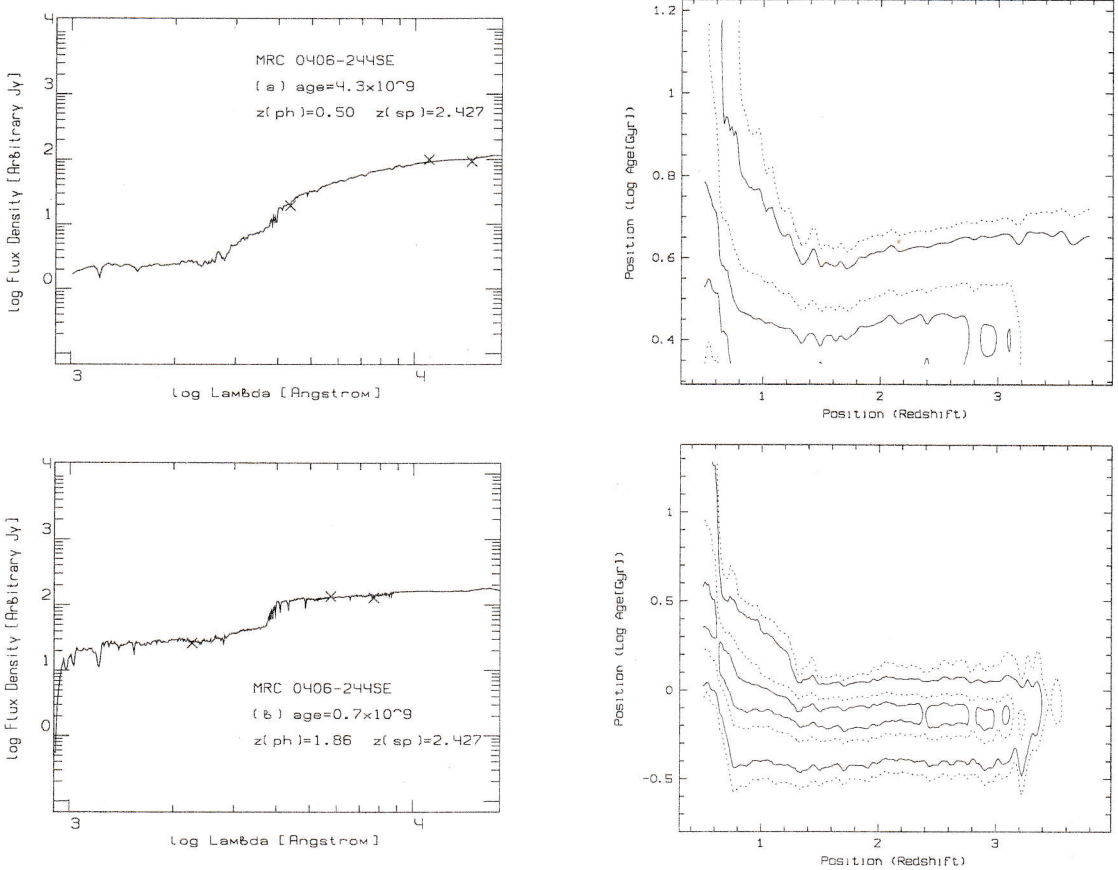 4
3
2
1
0
log Flux Density [Arbitrary Jy]
MRC 0406-244SE
(a) age=4.3x10^9
z(ph)=0.50 z(sp)=2.427
3
4
log Lambda [Angstrom]
1.2
1
0.8
0.6
0.4
Position (Log Age[Gyr])
1
2
3
Position (Redshift)
4
3
2
1
0
log Flux Density [Arbitrary Jy]
MRC 0406-244SE
(b) age=0.7x10^9
z(ph)=1.86 z(sp)=2.427
3
4
log Lambda [Angstrom]
1
0.5
0
-0.5
Position (Log Age[Gyr])
1
2
3
Position (Redshift)